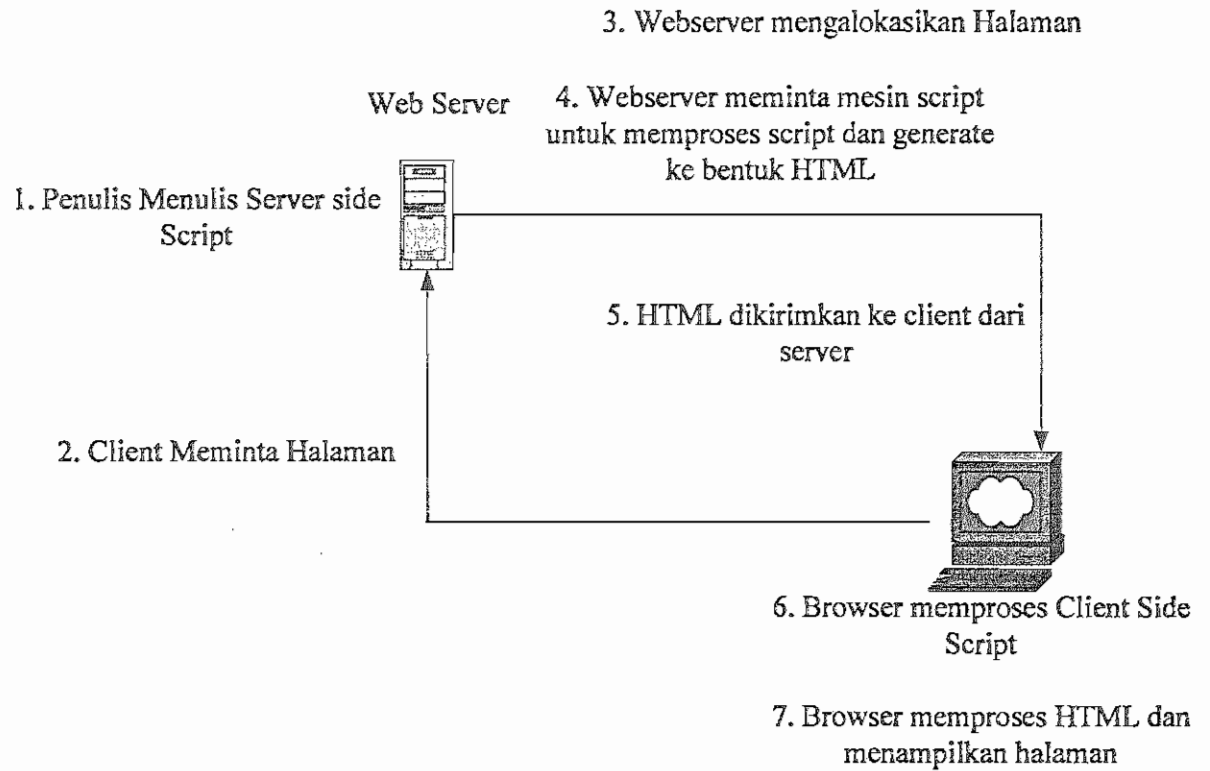 3. Webserver mengalokasikan Halaman
Web Server
4. Webserver meminta mesin script
untuk memproses script dan generate
ke bentuk HTML
1. Penulis Menulis Server side
Script
5. HTML dikirimkan ke client dari
server
2. Client Meminta Halaman
6. Browser memproses Client Side
Script
7. Browser memproses HTML dan
menampilkan halaman